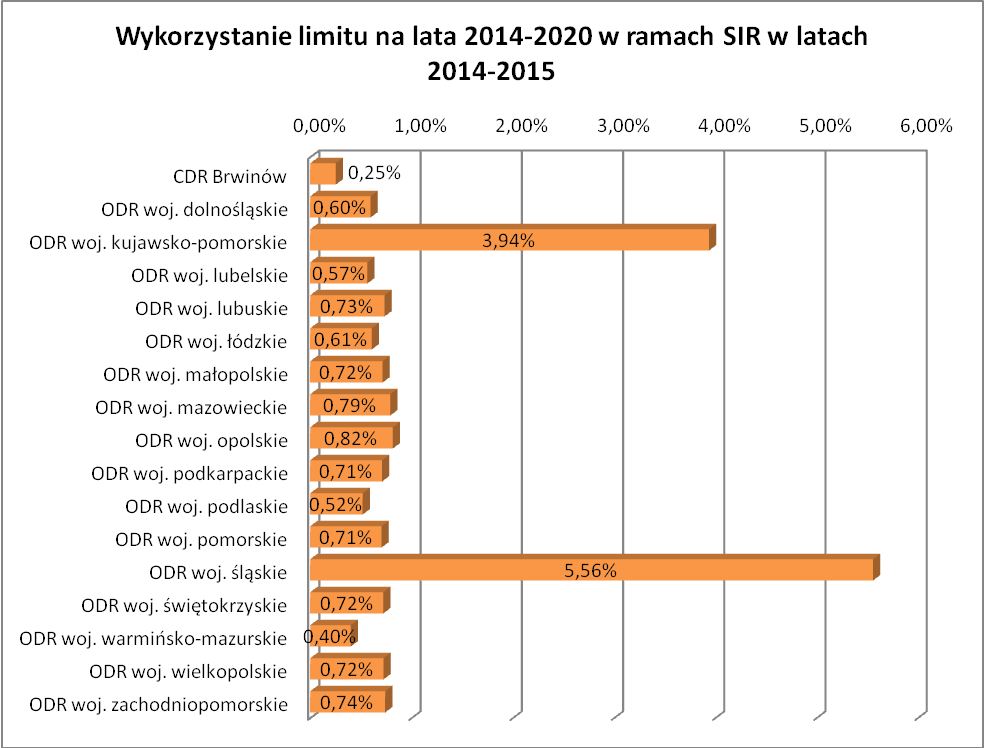 Wykorzystanie limitu na lata 2014-2020 w ramach SIR w latach
2014-2015
0,00% 1,00% 2,00% 3,00% 4,00% 5,00% 6,00%
CDR Brwinów 0,25%
ODR woj. dolnośląskie 0,60%
ODR woj. kujawsko-pomorskie 3,94%
ODR woj. lubelskie 0,57%
ODR woj. lubuskie 0,73%
ODR woj. łódzkie 0,61%
ODR woj. małopolskie 0,72%
ODR woj. mazowieckie 0,79%
ODR woj. opolskie 0,82%
ODR woj. podkarpackie 0,71%
ODR woj. podlaskie 0,52%
ODR woj. pomorskie 0,71%
ODR woj. śląskie 5,56%
ODR woj. świętokrzyskie 0,72%
ODR woj. warmińsko-mazurskie 0,40%
ODR woj. wielkopolskie 0,72%
ODR woj. zachodniopomorskie 0,74%